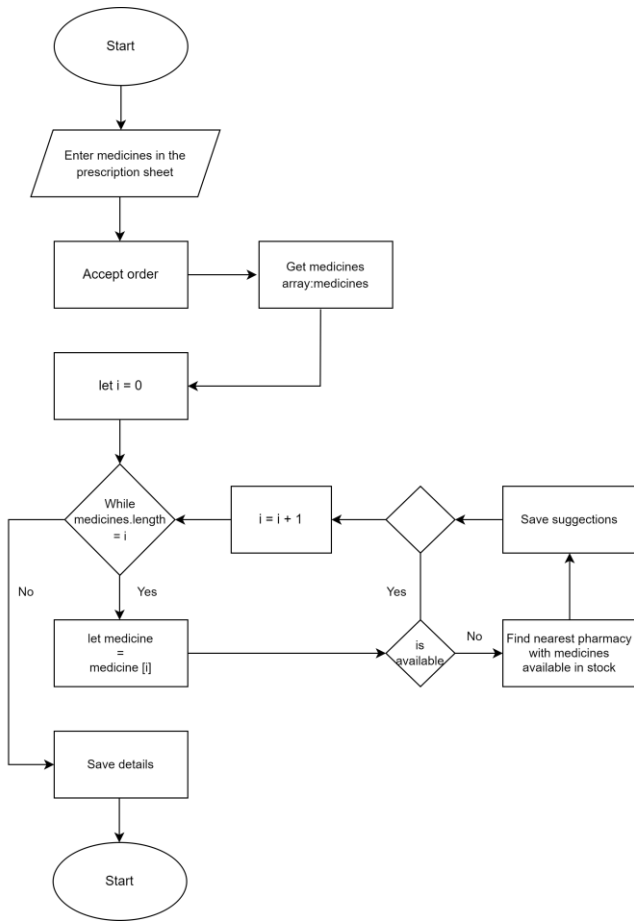 Start
Enter medicines in the
prescription sheet
Accept order
Get medicines
array:medicines
let i = 0
While
medicines.length
= i
i = i + 1
Save suggestions
No
Yes
Yes
let medicine
=
medicine [i]
is
available
No
Find nearest pharmacy
with medicines
available in stock
Save details
Start